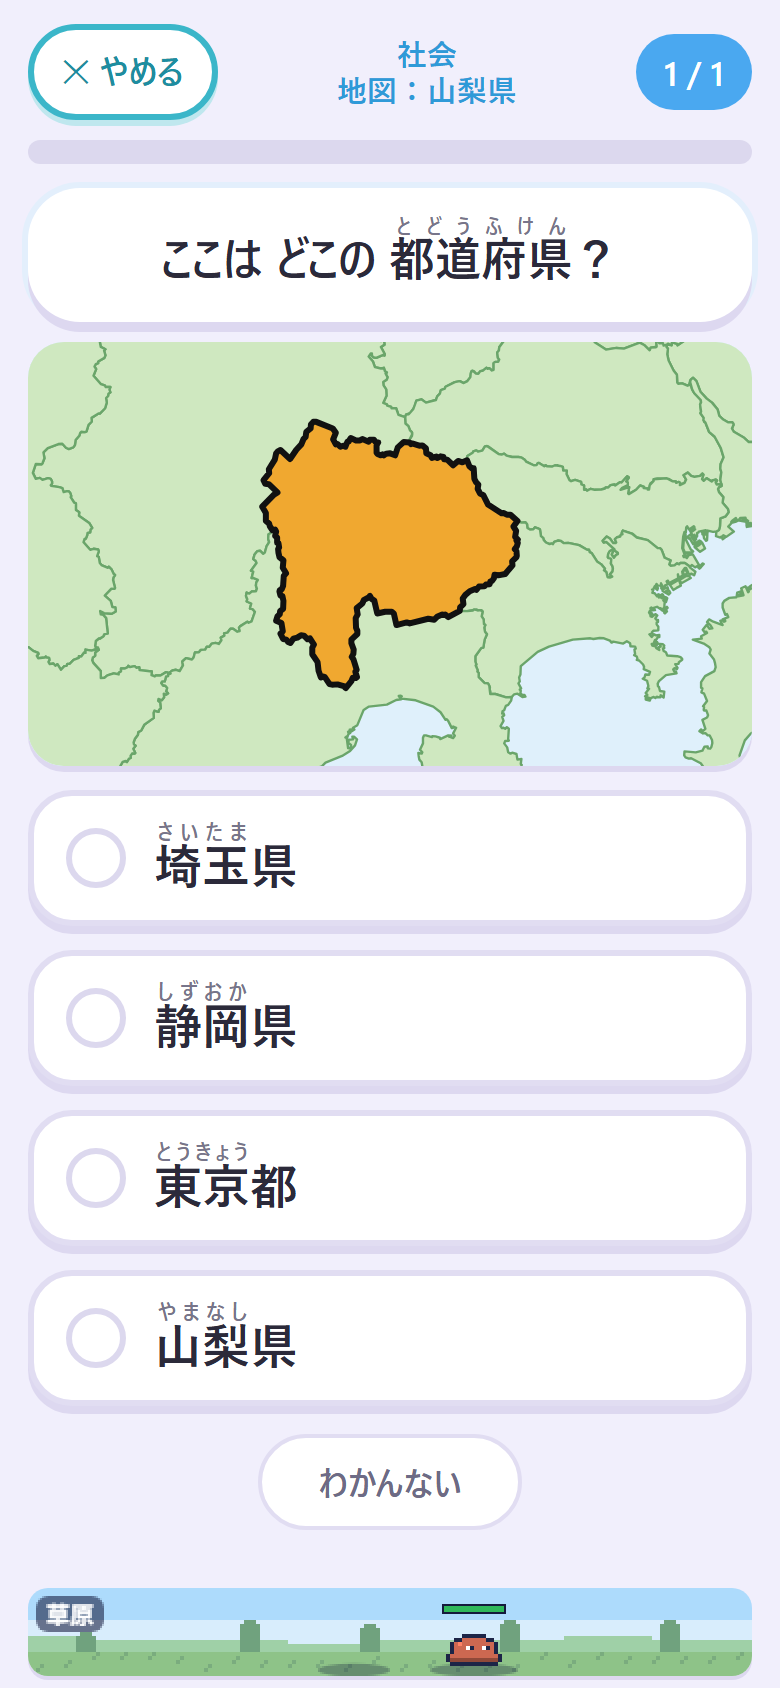 × やめる
社会
地図：山梨県
1 / 1
とどうふけん
ここは どこの 都道府県？
さいたま
埼玉県
しずおか
静岡県
とうきょう
東京都
やまなし
山梨県
わかんない
草原